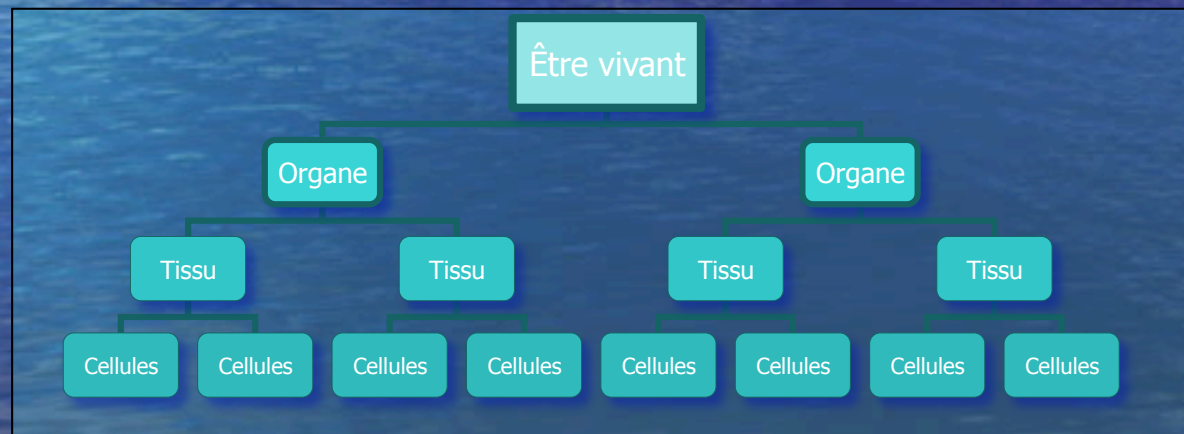 Être vivant
Organe
Organe
Tissu
Tissu
Tissu
Tissu
Cellules
Cellules
Cellules
Cellules
Cellules
Cellules
Cellules
Cellules